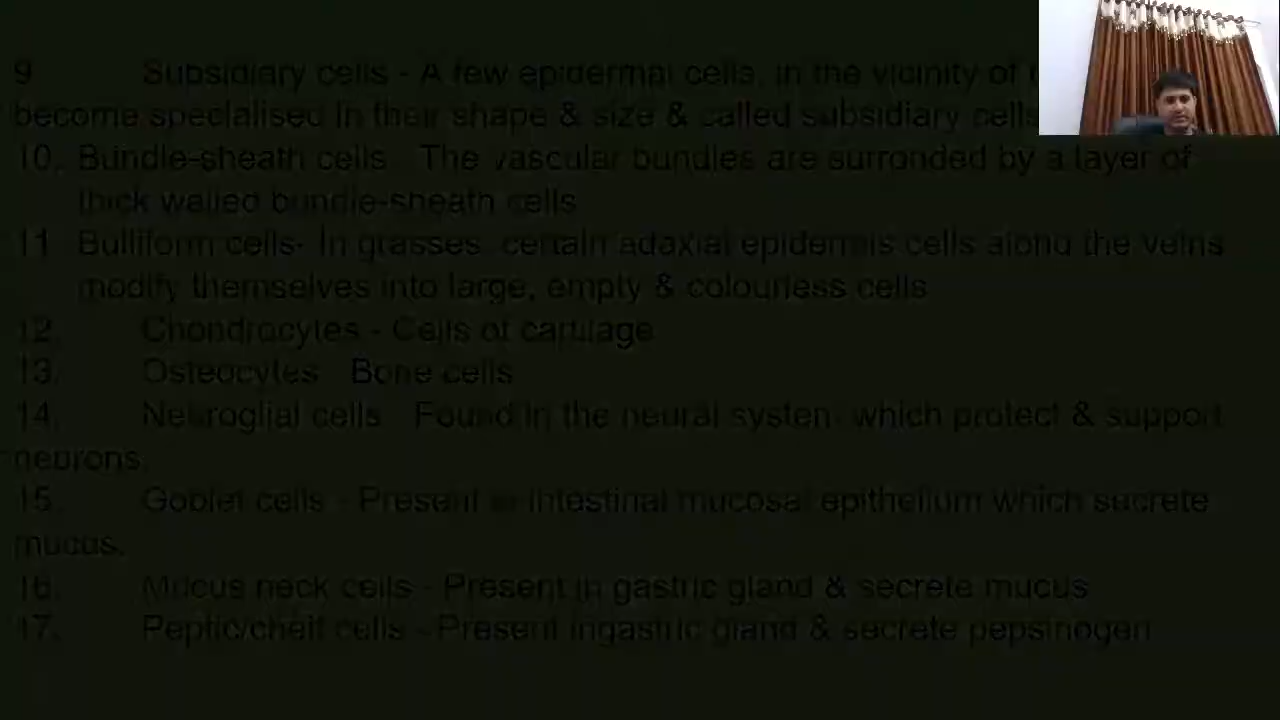 9 Subsidiary cells - A few epidermal cells, in the vicinity of
become specialised in their shape & size & called subsidiary cells
10. Bundle-sheath cells - The vascular bundles are surronded by a layer of
thick walled bundle-sheath cells
11. Bulliform cells- In grasses, certain adaxial epidermis cells along the veins
modify themselves into large, empty & colourless cells
12. Chondrocytes - Cells of cartilage
13. Osteocytes - Bone cells
14. Neuroglial cells - Found in the neural system which protect & support
neurons.
15. Goblet cells - Present in intestinal mucosal epithelium which secrete
mucus.
16. Mucus neck cells - Present in gastric gland & secrete mucus
17. Peptic/cheif cells - Present ingastric gland & secrete pepsinogen